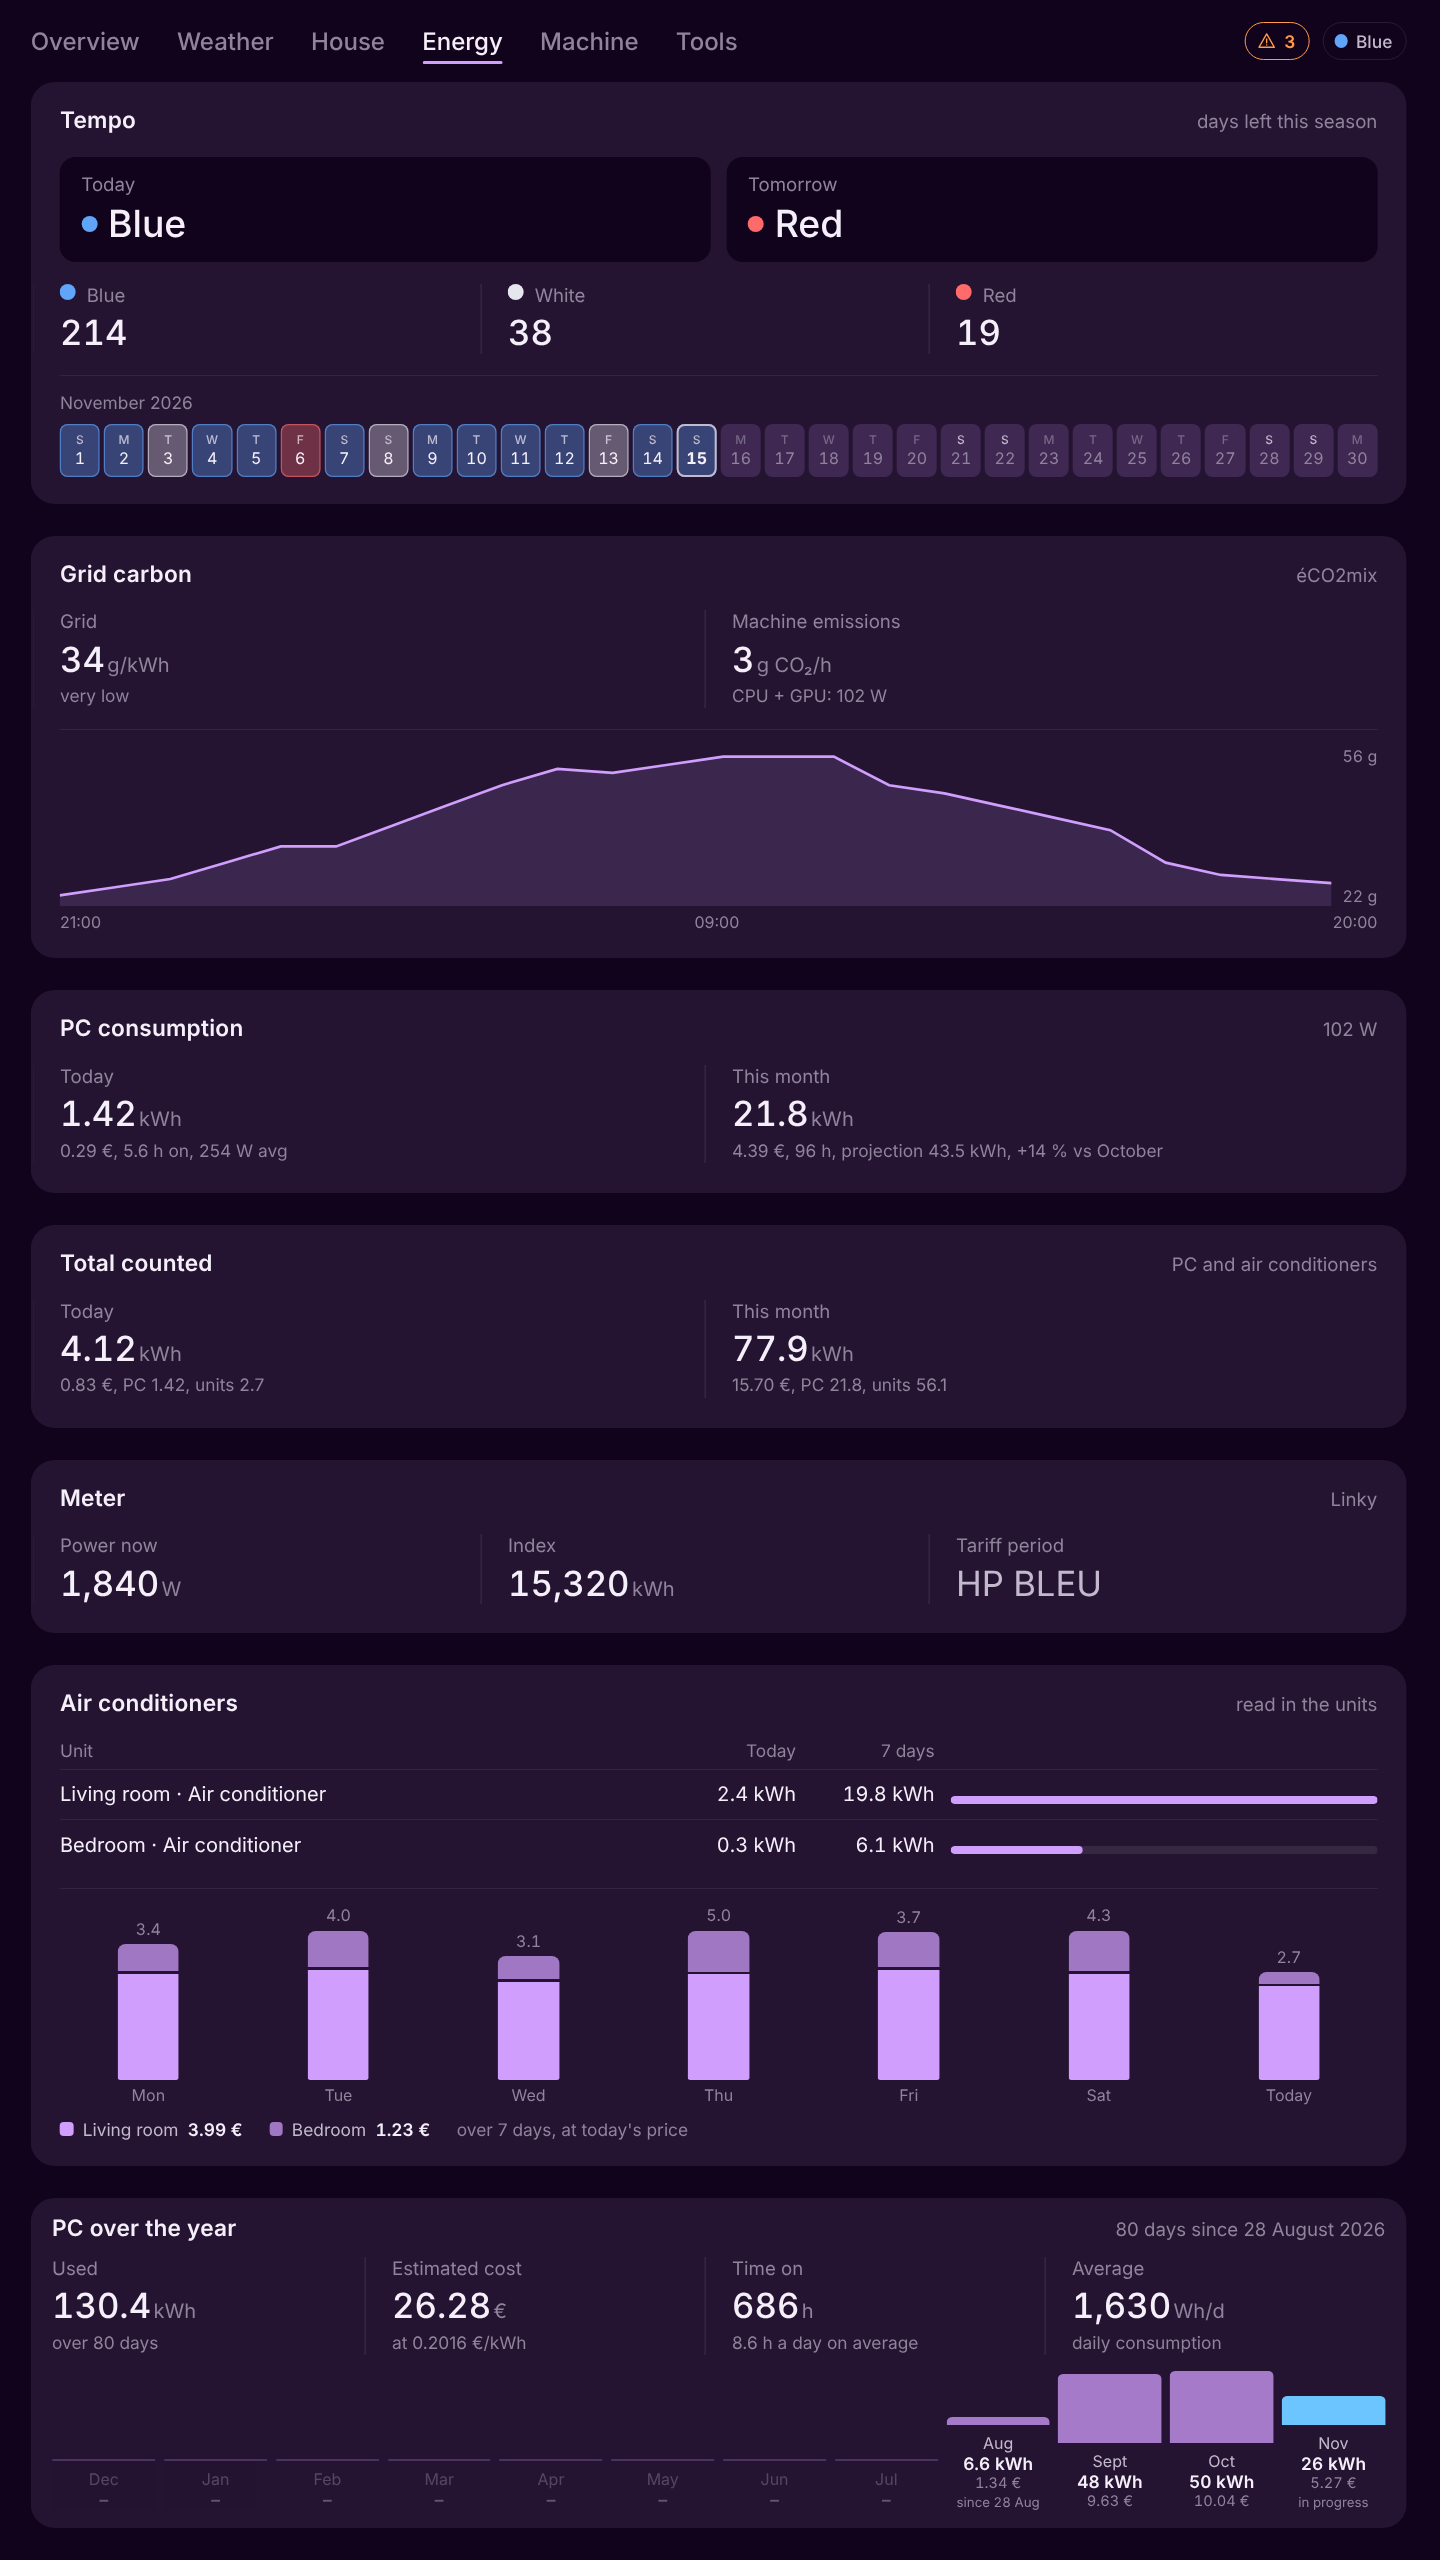 Overview Weather House Energy Machine Tools 3 Blue
Tempo days left this season
Today Tomorrow
Blue Red
Blue White Red
214 38 19
November 2026
S M T W T F S S M T W T F S S M T W T F S S M T W T F S S M
1 2 3 4 5 6 7 8 9 10 11 12 13 14 15 16 17 18 19 20 21 22 23 24 25 26 27 28 29 30
Grid carbon éCO2mix
Grid Machine emissions
34 g/kWh 3 g CO₂/h
very low CPU + GPU: 102 W
56 g
22 g
21:00 09:00 20:00
PC consumption 102 W
Today This month
1.42 kWh 21.8 kWh
0.29 €, 5.6 h on, 254 W avg 4.39 €, 96 h, projection 43.5 kWh, +14 % vs October
Total counted PC and air conditioners
Today This month
4.12 kWh 77.9 kWh
0.83 €, PC 1.42, units 2.7 15.70 €, PC 21.8, units 56.1
Meter Linky
Power now Index Tariff period
1,840 W 15,320 kWh HP BLEU
Air conditioners read in the units
Unit Today 7 days
Living room · Air conditioner 2.4 kWh 19.8 kWh
Bedroom · Air conditioner 0.3 kWh 6.1 kWh
3.4 4.0 3.1 5.0 3.7 4.3 2.7
Mon Tue Wed Thu Fri Sat Today
Living room 3.99 € Bedroom 1.23 € over 7 days, at today's price
PC over the year 80 days since 28 August 2026
Used Estimated cost Time on Average
130.4 kWh 26.28 € 686 h 1,630 Wh/d
over 80 days at 0.2016 €/kWh 8.6 h a day on average daily consumption
Dec Jan Feb Mar Apr May Jun Jul Aug Sept Oct Nov
– – – – – – – – 6.6 kWh 48 kWh 50 kWh 26 kWh
1.34 € 9.63 € 10.04 € 5.27 €
since 28 Aug in progress